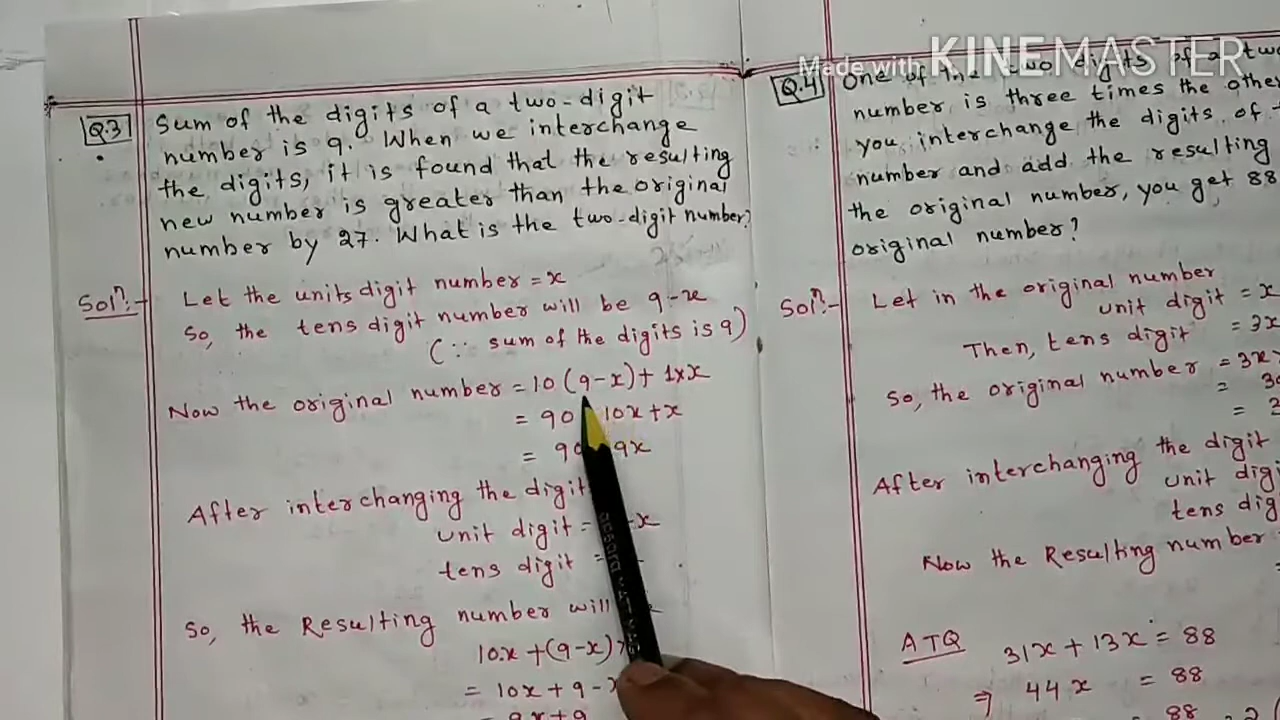 Made with KINEMASTER
Q.3 Sum of the digits of a two-digit
number is 9. When we interchange
the digits, it is found that the resulting
new number is greater than the original
number by 27. What is the two-digit number?
Soln:- Let the units digit number = x
So, the tens digit number will be 9-x
(∵ sum of the digits is 9)
Now the original number = 10(9-x)+1×x
= 90 10x+x
= 90 9x
After interchanging the digit
unit digit = -x
tens digit =
So, the Resulting number will
10x+(9-x)
= 10x+9-x
= 9x+9
Q.4 One of the two digits of a two
number is three times the othe
you interchange the digits of
number and add the resulting
the original number, you get 88
original number?
Soln:- Let in the original number
unit digit = x
Then, tens digit = 3x
So, the original number = 3x
= 3
=
After interchanging the digit
unit digi
tens dig
Now the Resulting number =
ATQ 31x + 13x = 88
⇒ 44x = 88
88